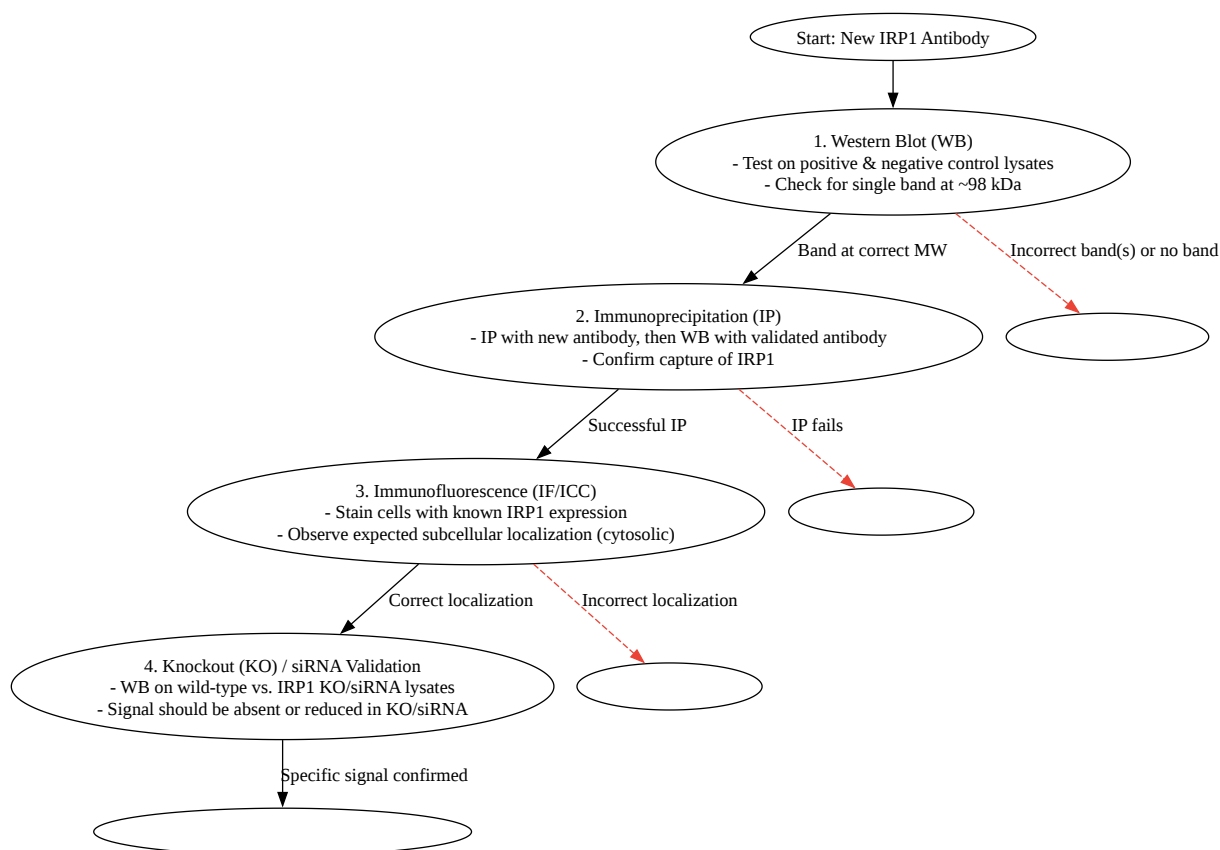 Start: New IRP1 Antibody
1. Western Blot (WB)
- Test on positive & negative control lysates
- Check for single band at ~98 kDa
Band at correct MW
Incorrect band(s) or no band
2. Immunoprecipitation (IP)
- IP with new antibody, then WB with validated antibody
- Confirm capture of IRP1
Successful IP
IP fails
3. Immunofluorescence (IF/ICC)
- Stain cells with known IRP1 expression
- Observe expected subcellular localization (cytosolic)
Correct localization
Incorrect localization
4. Knockout (KO) / siRNA Validation
- WB on wild-type vs. IRP1 KO/siRNA lysates
- Signal should be absent or reduced in KO/siRNA
Specific signal confirmed